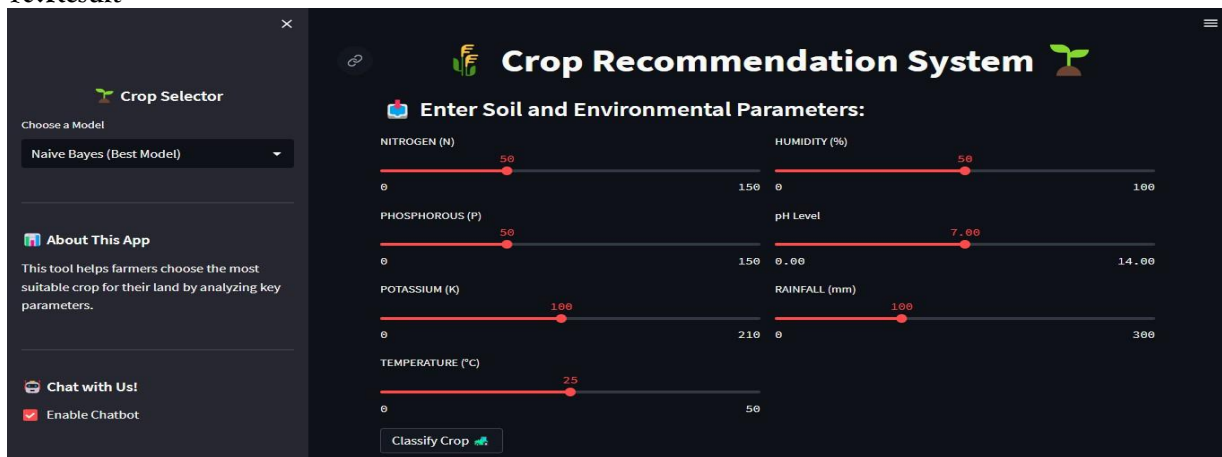 10.Result
Crop Recommendation System
Crop Selector
Choose a Model
Naive Bayes (Best Model)
About This App
This tool helps farmers choose the most
suitable crop for their land by analyzing key
parameters.
Chat with Us!
Enable Chatbot
Enter Soil and Environmental Parameters:
NITROGEN (N)
50
0 150
PHOSPHOROUS (P)
50
0 150
POTASSIUM (K)
100
0 210
TEMPERATURE (°C)
25
0 50
HUMIDITY (%)
50
0 100
pH Level
7.00
0.00 14.00
RAINFALL (mm)
100
0 300
Classify Crop